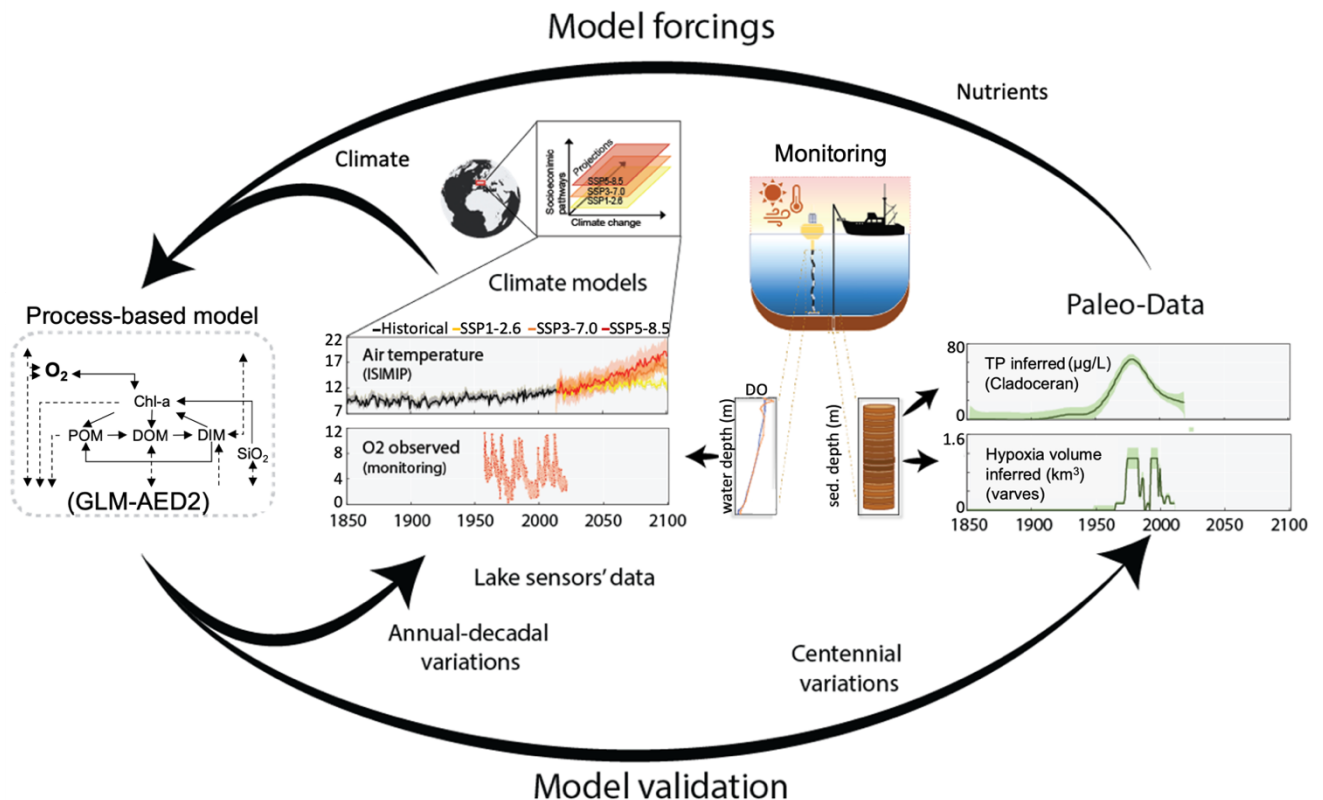 Model forcings
Nutrients
Climate
Socioeconimic
pathways
Projections
SSP5-8.5
SSP3-7.0
SSP1-2.6
Climate change
Monitoring
Climate models
Paleo-Data
Process-based model
O2
Chl-a
POM
DOM
DIM
SiO2
(GLM-AED2)
Historical SSP1-2.6 SSP3-7.0 SSP5-8.5
22
17
12
7
Air temperature
(ISIMIP)
12
8
4
0
O2 observed
(monitoring)
1850 1900 1950 2000 2050 2100
DO
water depth (m)
sed. depth (m)
80
0
TP inferred (µg/L)
(Cladoceran)
1.6
0
Hypoxia volume
inferred (km³)
(varves)
1850 1900 1950 2000 2050 2100
Lake sensors' data
Annual-decadal
variations
Centennial
variations
Model validation